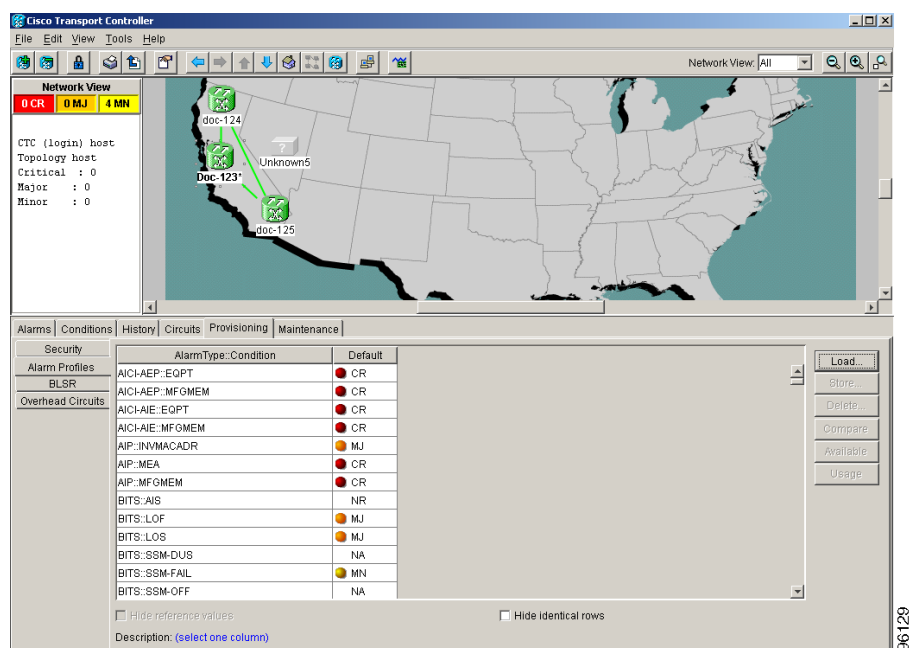 Cisco Transport Controller
File Edit View Tools Help
Network View: All
Network View
0 CR 0 MJ 4 MN
CTC (login) host
Topology host
Critical : 0
Major : 0
Minor : 0
doc-124
?
Unknown5
Doc-123*
doc-125
Alarms Conditions History Circuits Provisioning Maintenance
Security
Alarm Profiles
BLSR
Overhead Circuits
AlarmType::Condition Default
AICI-AEP::EQPT CR
AICI-AEP::MFGMEM CR
AICI-AIE::EQPT CR
AICI-AIE::MFGMEM CR
AIP::INVMACADR MJ
AIP::MEA CR
AIP::MFGMEM CR
BITS::AIS NR
BITS::LOF MJ
BITS::LOS MJ
BITS::SSM-DUS NA
BITS::SSM-FAIL MN
BITS::SSM-OFF NA
Load...
Store...
Delete...
Compare
Available
Usage
Hide reference values
Hide identical rows
Description: (select one column)
96129